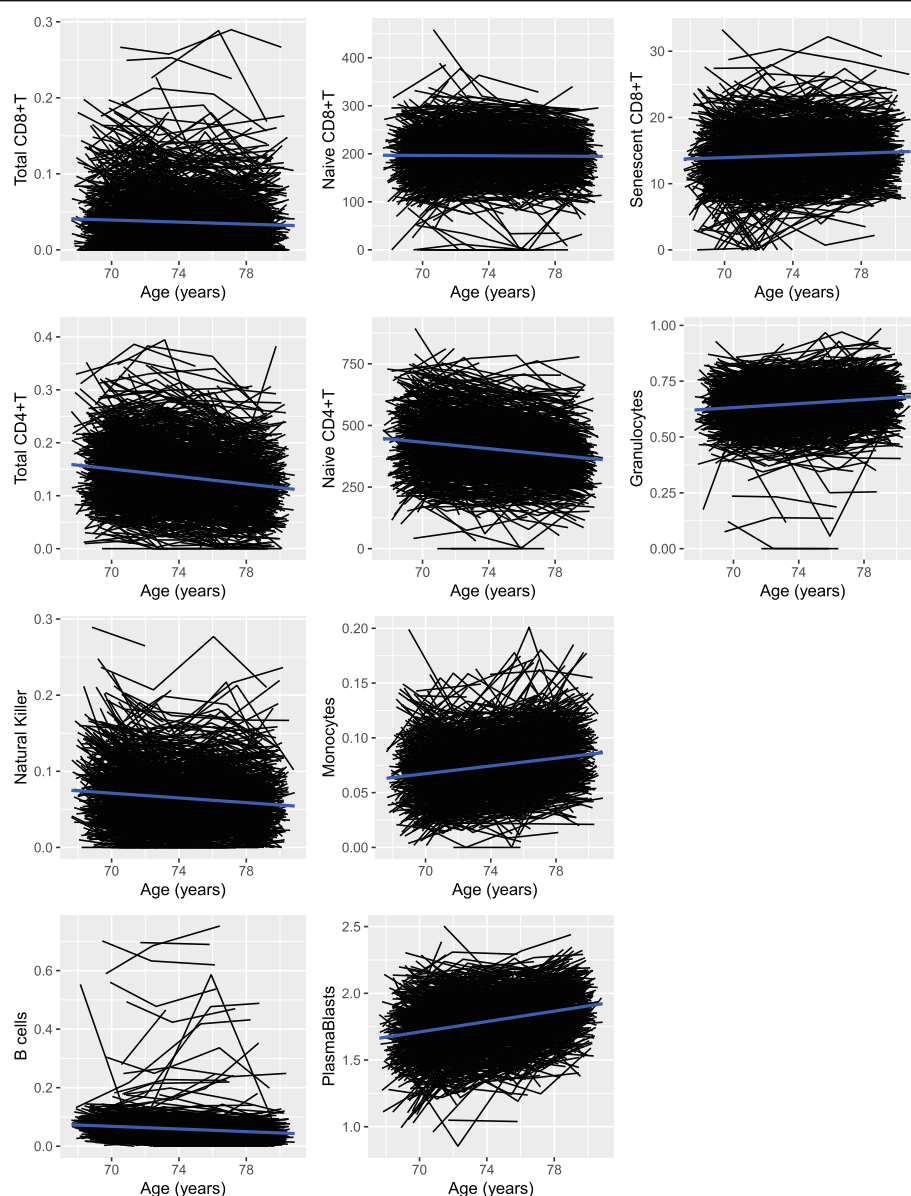 Total CD8+T
0.3
0.2
0.1
0.0
70 74 78
Age (years)
Naive CD8+T
400
300
200
100
0
70 74 78
Age (years)
Senescent CD8+T
30
20
10
0
70 74 78
Age (years)
Total CD4+T
0.4
0.3
0.2
0.1
0.0
70 74 78
Age (years)
Naive CD4+T
750
500
250
0
70 74 78
Age (years)
Granulocytes
1.00
0.75
0.50
0.25
0.00
70 74 78
Age (years)
Natural Killer
0.3
0.2
0.1
0.0
70 74 78
Age (years)
Monocytes
0.20
0.15
0.10
0.05
0.00
70 74 78
Age (years)
B cells
0.6
0.4
0.2
0.0
70 74 78
Age (years)
PlasmaBlasts
2.5
2.0
1.5
1.0
70 74 78
Age (years)